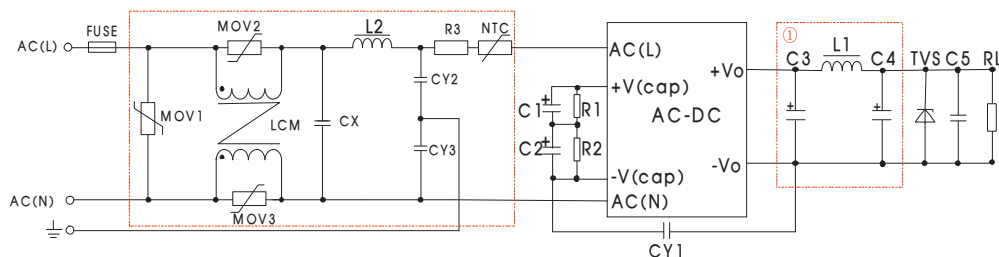 AC(L)
FUSE
MOV2
L2
R3
NTC
MOV1
LCM
CX
CY2
CY3
MOV3
AC(N)
AC(L)
+V(cap)
C1
R1
C2
R2
-V(cap)
AC(N)
AC-DC
+Vo
-Vo
CY1
①
C3
L1
C4
TVS
C5
RL
+
+
+
+